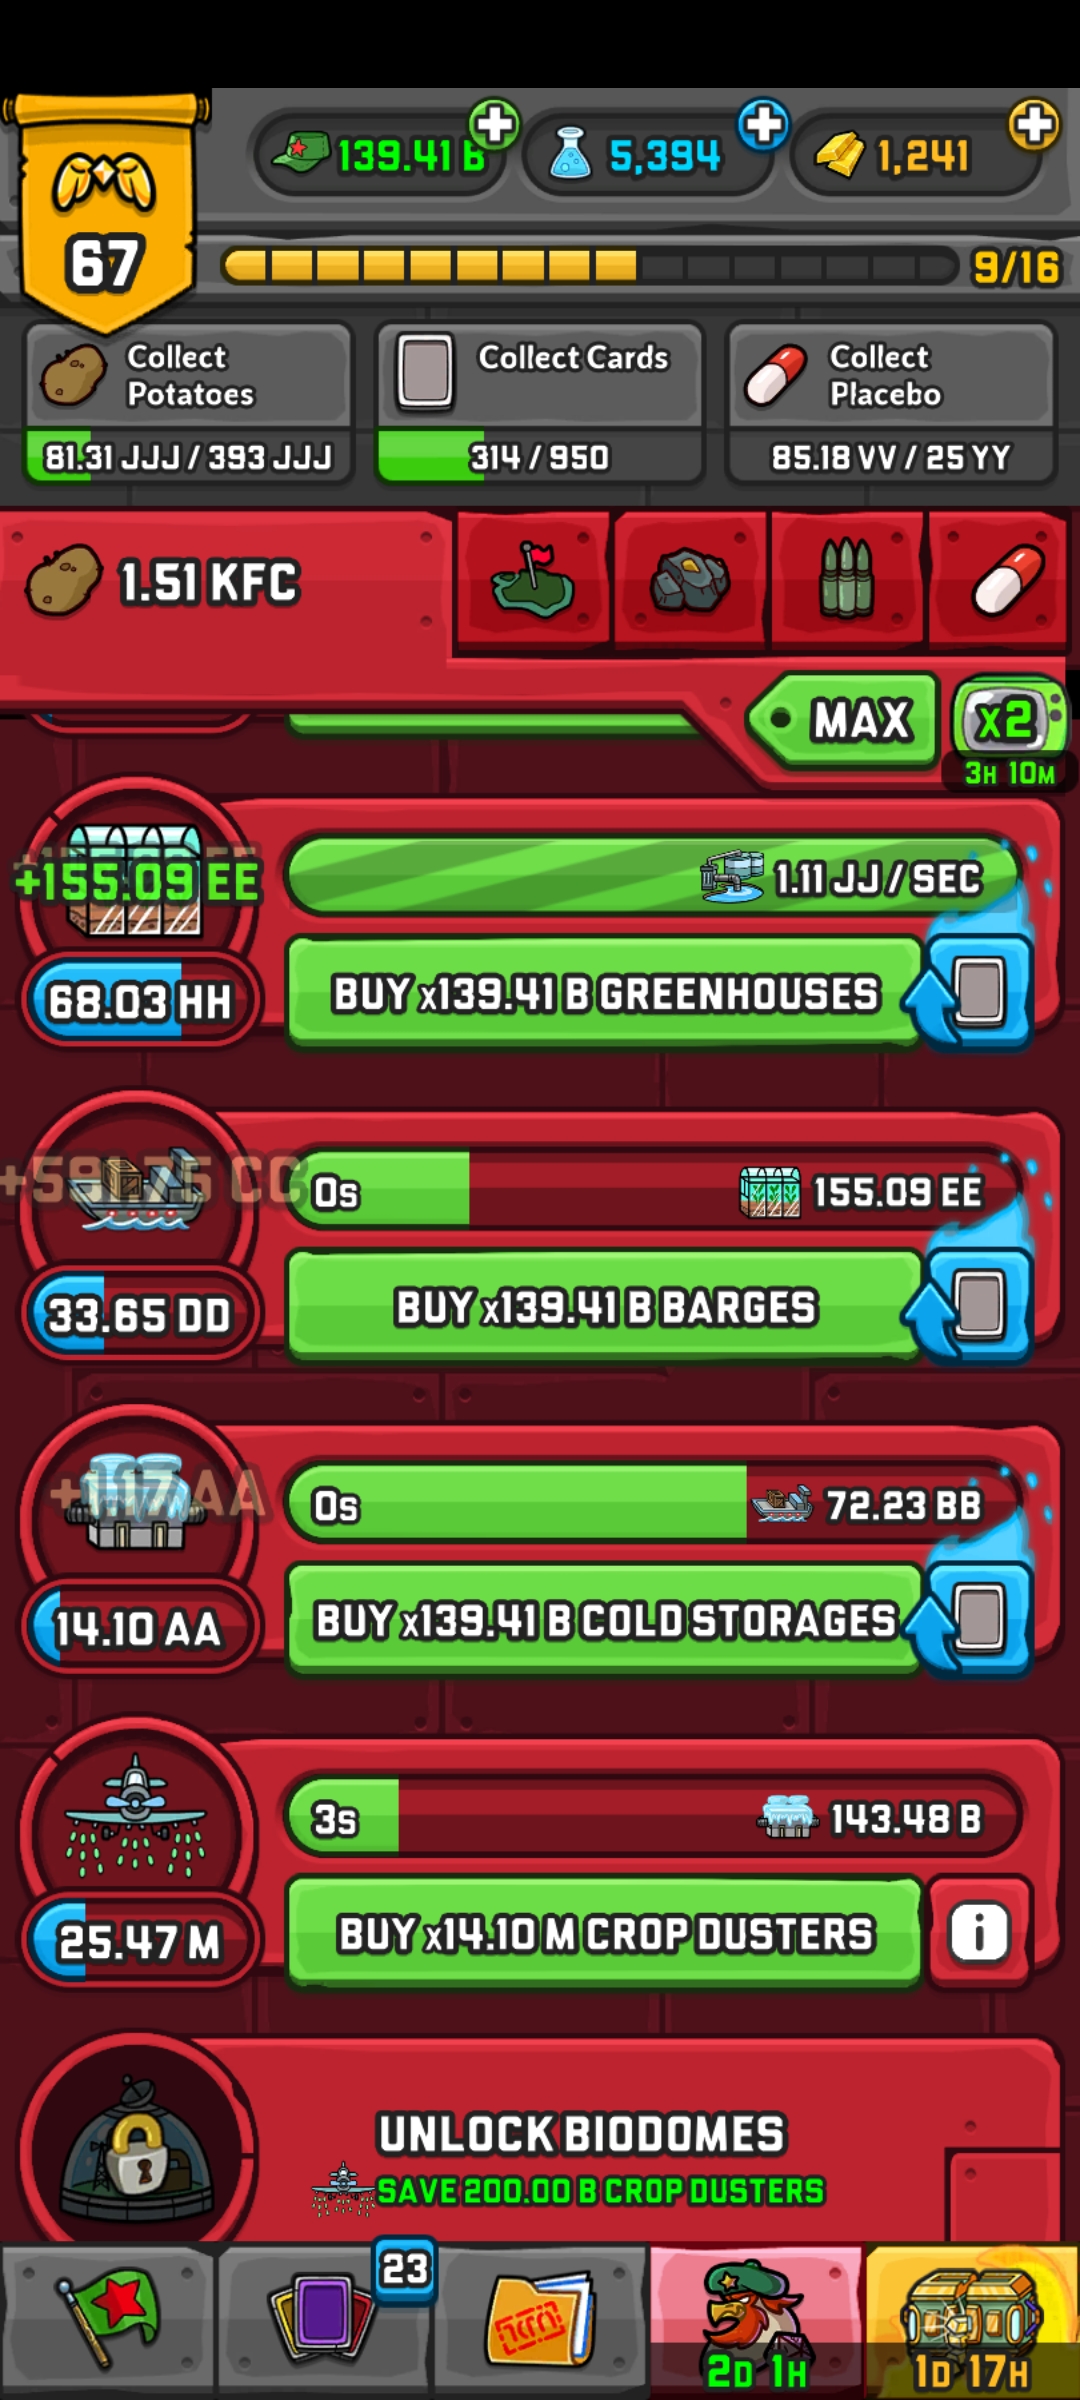 139.41 B
5,394
1,241
67
9/16
Collect
Potatoes
81.31 JJJ / 393 JJJ
Collect Cards
314 / 950
Collect
Placebo
85.18 VV / 25 YY
1.51 KFC
MAX
x2
3H 10M
+155.09 EE
1.11 JJ / SEC
68.03 HH
BUY x139.41 B GREENHOUSES
+591.75 CC
0s
155.09 EE
33.65 DD
BUY x139.41 B BARGES
+1.17 AA
0s
72.23 BB
14.10 AA
BUY x139.41 B COLD STORAGES
3s
143.48 B
25.47 M
BUY x14.10 M CROP DUSTERS
i
UNLOCK BIODOMES
SAVE 200.00 B CROP DUSTERS
23
2D 1H
1D 17H